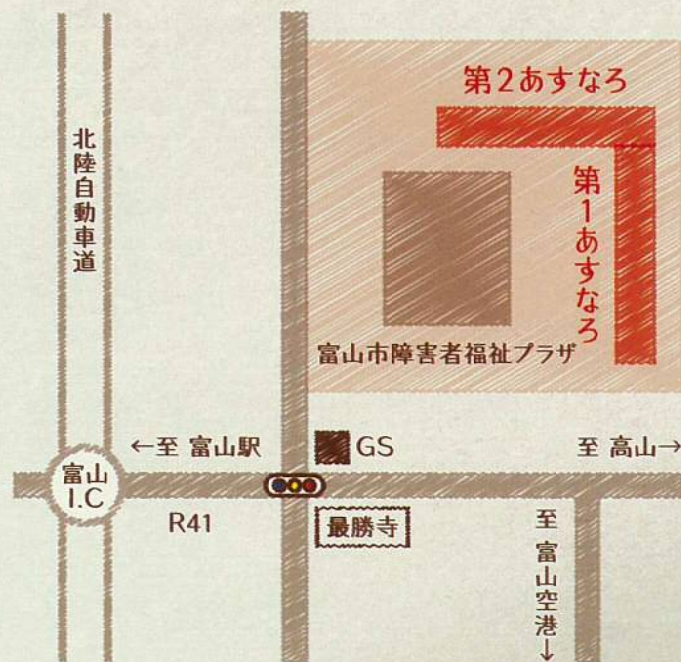 第2あすなろ
北陸自動車道
第1あすなろ
富山市障害者福祉プラザ
←至 富山駅
GS
至 高山→
富山
I.C
R41
最勝寺
至 富山空港↓